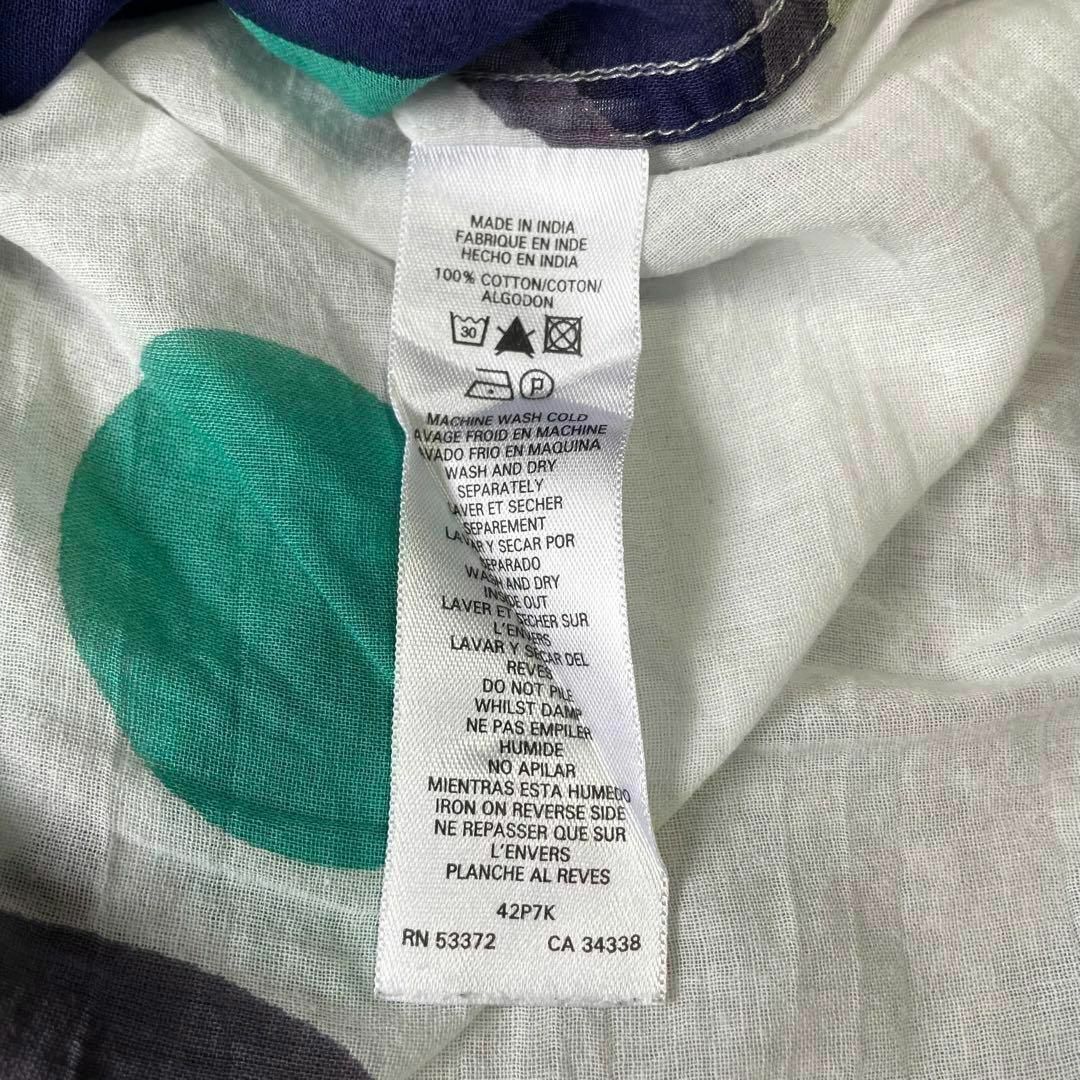 MADE IN INDIA
FABRIQUE EN INDE
HECHO EN INDIA
100% COTTON/COTON/
ALGODON
30
P
MACHINE WASH COLD
AVAGE FROID EN MACHINE
AVADO FRIO EN MAQUINA
WASH AND DRY
SEPARATELY
LAVER ET SECHER
SEPAREMENT
LAVAR Y SECAR POR
SEPARADO
WASH AND DRY
INSIDE OUT
LAVER ET SECHER SUR
L'ENVERS
LAVAR Y SECAR DEL
REVES
DO NOT PILE
WHILST DAMP
NE PAS EMPILER
HUMIDE
NO APILAR
MIENTRAS ESTA HUMEDO
IRON ON REVERSE SIDE
NE REPASSER QUE SUR
L'ENVERS
PLANCHE AL REVES
42P7K
RN 53372 CA 34338